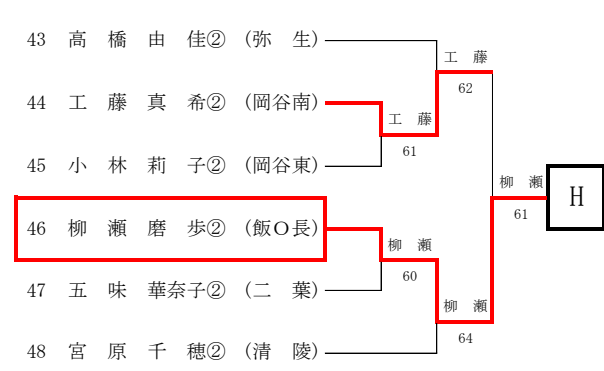 43 高 橋 由 佳② (弥 生)
工 藤
62
44 工 藤 真 希② (岡谷南)
工 藤
61
45 小 林 莉 子② (岡谷東)
柳 瀬
61
H
46 柳 瀬 磨 歩② (飯O長)
柳 瀬
60
47 五 味 華奈子② (二 葉)
柳 瀬
64
48 宮 原 千 穂② (清 陵)